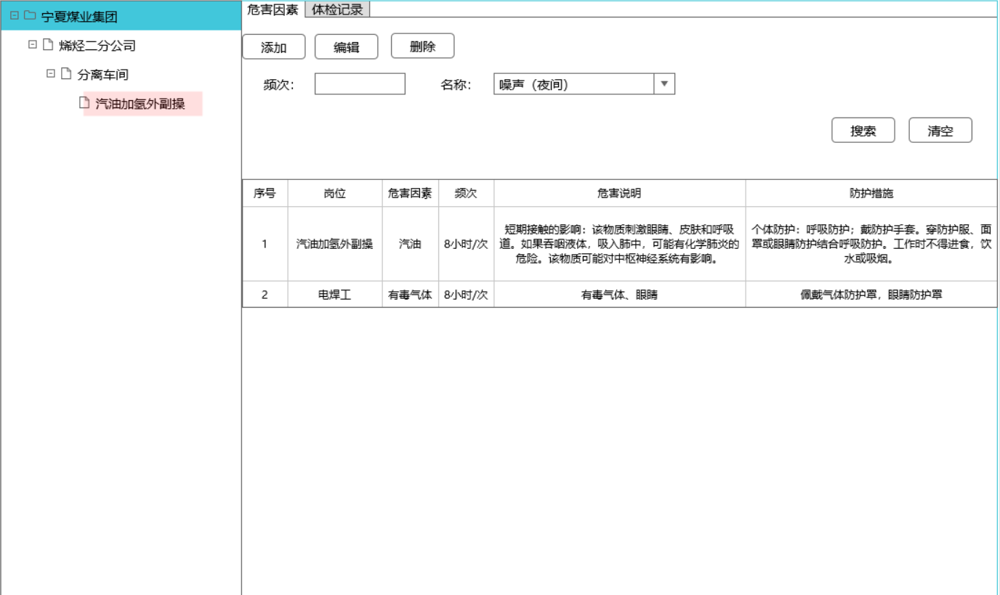 宁夏煤业集团
烯烃二分公司
分离车间
汽油加氢外副操
危害因素 体检记录
添加 编辑 删除
频次： 名称： 噪声（夜间）
搜索 清空
序号 岗位 危害因素 频次 危害说明 防护措施
1 汽油加氢外副操 汽油 8小时/次
短期接触的影响：该物质刺激眼睛、皮肤和呼吸
道。如果吞咽液体，吸入肺中，可能有化学肺炎的
危险。该物质可能对中枢神经系统有影响。
个体防护：呼吸防护；戴防护手套。穿防护服、面
罩或眼睛防护结合呼吸防护。工作时不得进食，饮
水或吸烟。
2 电焊工 有毒气体 8小时/次 有毒气体、眼睛 佩戴气体防护罩，眼睛防护罩